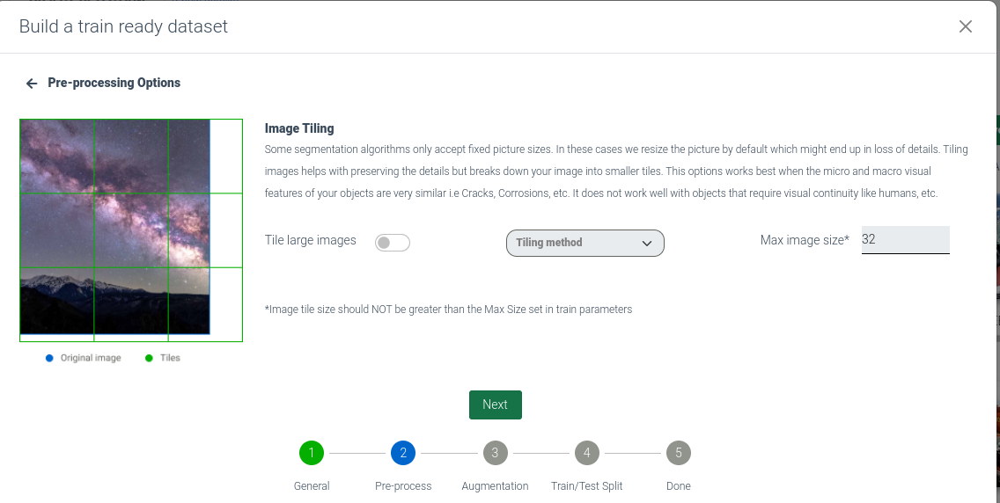 Build a train ready dataset
Pre-processing Options
Image Tiling
Some segmentation algorithms only accept fixed picture sizes. In these cases we resize the picture by default which might end up in loss of details. Tiling
images helps with preserving the details but breaks down your image into smaller tiles. This options works best when the micro and macro visual
features of your objects are very similar i.e Cracks, Corrosions, etc. It does not work well with objects that require visual continuity like humans, etc.
Tile large images
Tiling method
Max image size*
32
*Image tile size should NOT be greater than the Max Size set in train parameters
Original image
Tiles
Next
1
2
3
4
5
General
Pre-process
Augmentation
Train/Test Split
Done